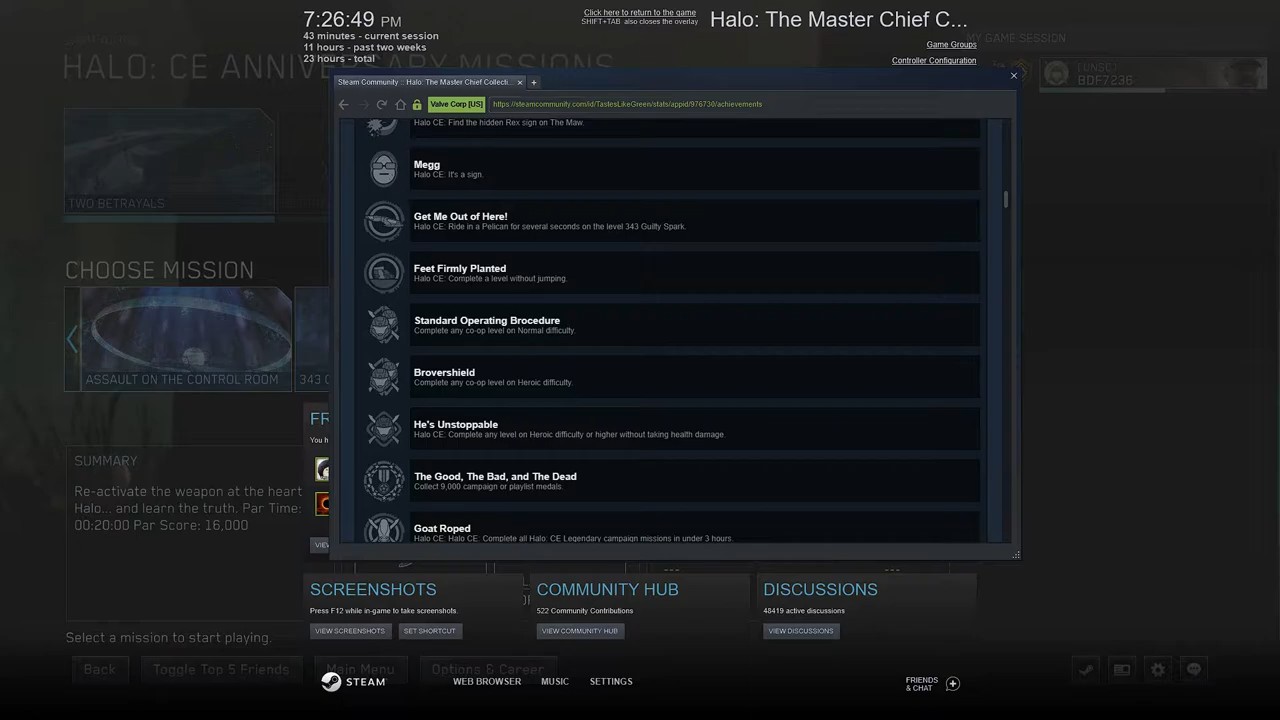 7:26:49 PM
43 minutes - current session
11 hours - past two weeks
23 hours - total
Click here to return to the game
SHIFT+TAB also closes the overlay
Halo: The Master Chief C...
Game Groups
Controller Configuration
MY GAME SESSION
[UNSC]
BDF7236
HALO: CE ANNIVERSARY MISSIONS
TWO BETRAYALS
CHOOSE MISSION
ASSAULT ON THE CONTROL ROOM
343 G
SUMMARY
Re-activate the weapon at the heart
Halo... and learn the truth. Par Time:
00:20:00 Par Score: 16,000
Select a mission to start playing.
Back
Toggle Top 5 Friends
Main Menu
Options & Career
FR
You h
VIEW
Steam Community :: Halo: The Master Chief Collecti...
Valve Corp [US]
https://steamcommunity.com/id/TastesLikeGreen/stats/appid/976730/achievements
Halo CE: Find the hidden Rex sign on The Maw.
Megg
Halo CE: It's a sign.
Get Me Out of Here!
Halo CE: Ride in a Pelican for several seconds on the level 343 Guilty Spark.
Feet Firmly Planted
Halo CE: Complete a level without jumping.
Standard Operating Brocedure
Complete any co-op level on Normal difficulty.
Brovershield
Complete any co-op level on Heroic difficulty.
He's Unstoppable
Halo CE: Complete any level on Heroic difficulty or higher without taking health damage.
The Good, The Bad, and The Dead
Collect 9,000 campaign or playlist medals.
Goat Roped
Halo CE: Halo CE: Complete all Halo: CE Legendary campaign missions in under 3 hours.
SCREENSHOTS
Press F12 while in-game to take screenshots.
VIEW SCREENSHOTS
SET SHORTCUT
COMMUNITY HUB
522 Community Contributions
VIEW COMMUNITY HUB
DISCUSSIONS
48419 active discussions
VIEW DISCUSSIONS
STEAM
WEB BROWSER
MUSIC
SETTINGS
FRIENDS
& CHAT